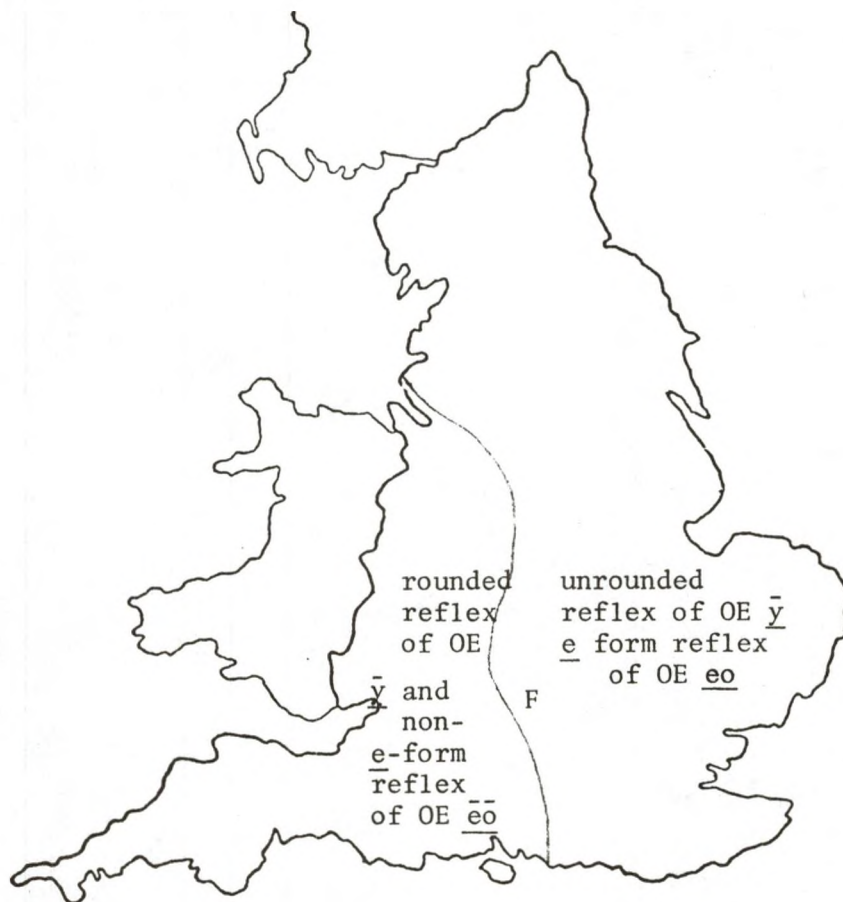 rounded
reflex
of OE
ȳ and
non-
e-form
reflex
of OE ēō
F
unrounded
reflex of OE ȳ
e form reflex
of OE eo